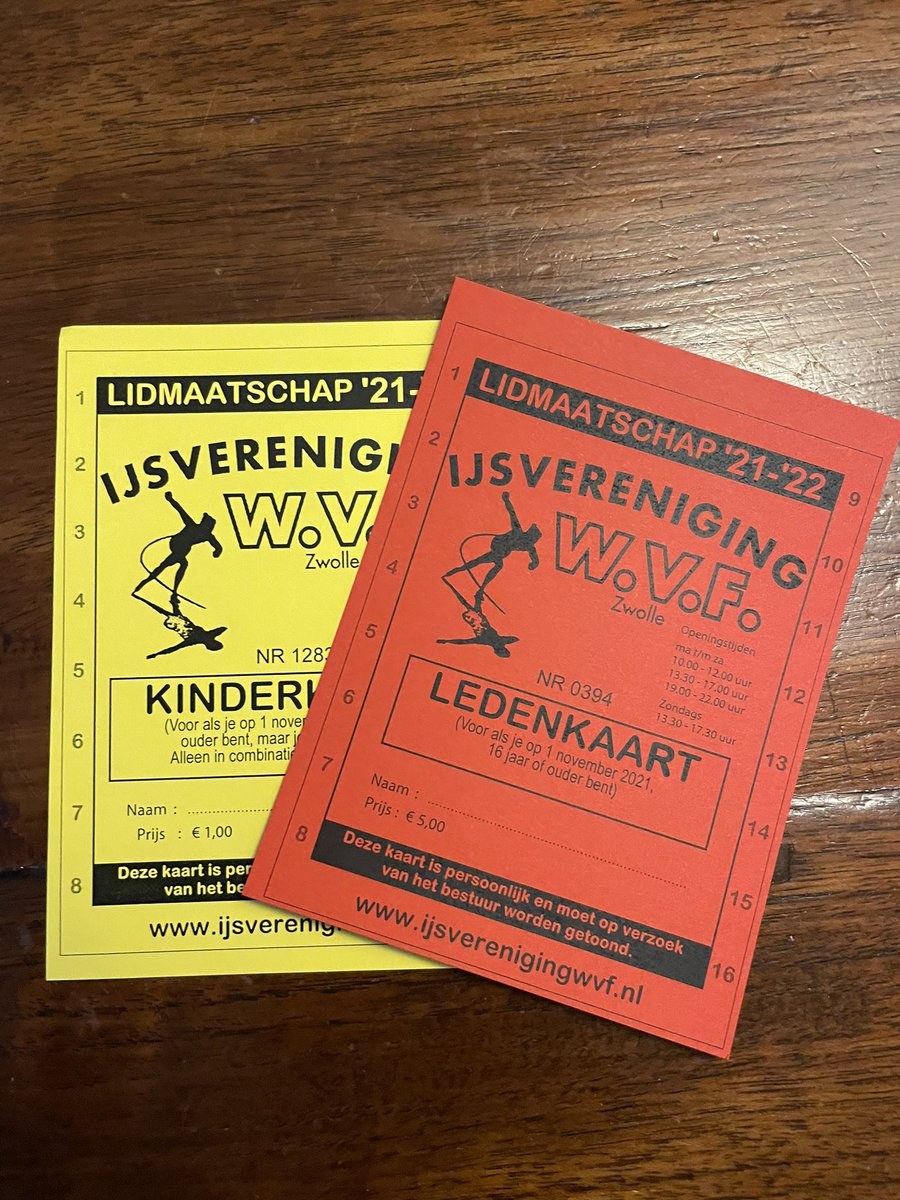 LIDMAATSCHAP '21-
IJSVERENIGI
W.V.
Zwolle
NR 1283
KINDERK
(Voor als je op 1 novem
ouder bent, maar j
Alleen in combinatie
Naam :
Prijs : € 1,00
Deze kaart is per
van het be
www.ijsverenig
1
2
3
4
5
6
7
8
LIDMAATSCHAP '21-'22
IJSVERENIGING
W.V.F.
Zwolle
Openingstijden
ma t/m za
10.00 - 12.00 uur
13.30 - 17.00 uur
19.00 - 22.00 uur
Zondags
13.30 - 17.30 uur
NR 0394
LEDENKAART
(Voor als je op 1 november 2021,
16 jaar of ouder bent)
Naam :
Prijs : € 5,00
Deze kaart is persoonlijk en moet op verzoek
van het bestuur worden getoond.
www.ijsverenigingwvf.nl
1
2
3
4
5
6
7
8
9
10
11
12
13
14
15
16